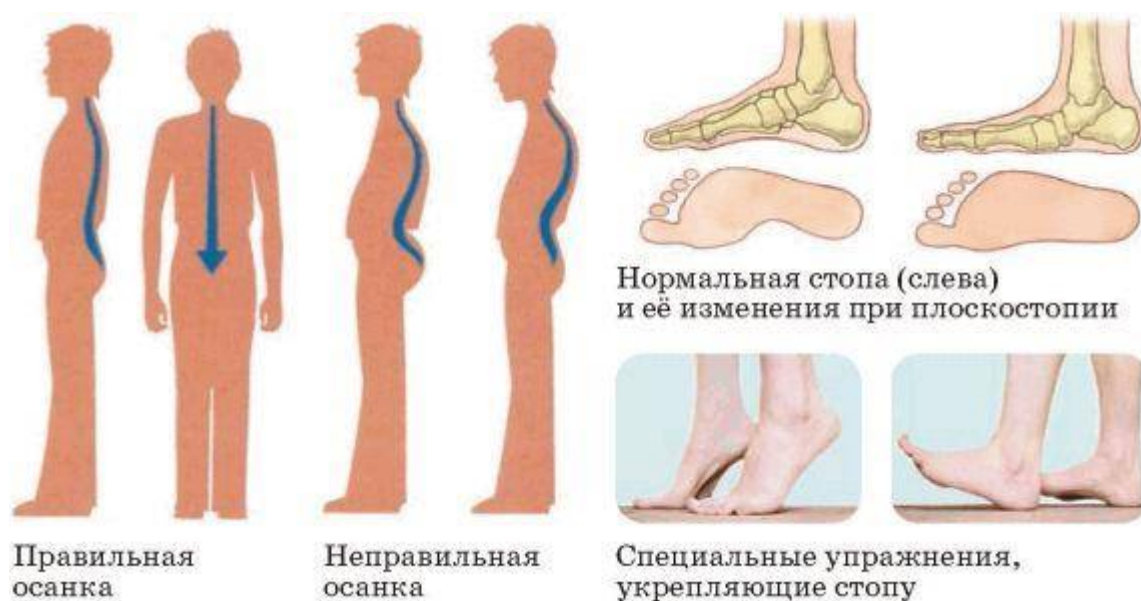 Правильная
осанка
Неправильная
осанка
Нормальная стопа (слева)
и её изменения при плоскостопии
Специальные упражнения,
укрепляющие стопу